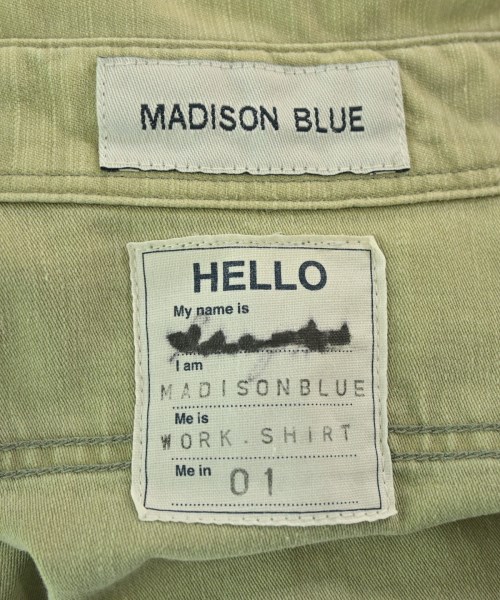 MADISON BLUE
HELLO
My name is
I am
MADISONBLUE
Me is
WORK.SHIRT
Me in
01